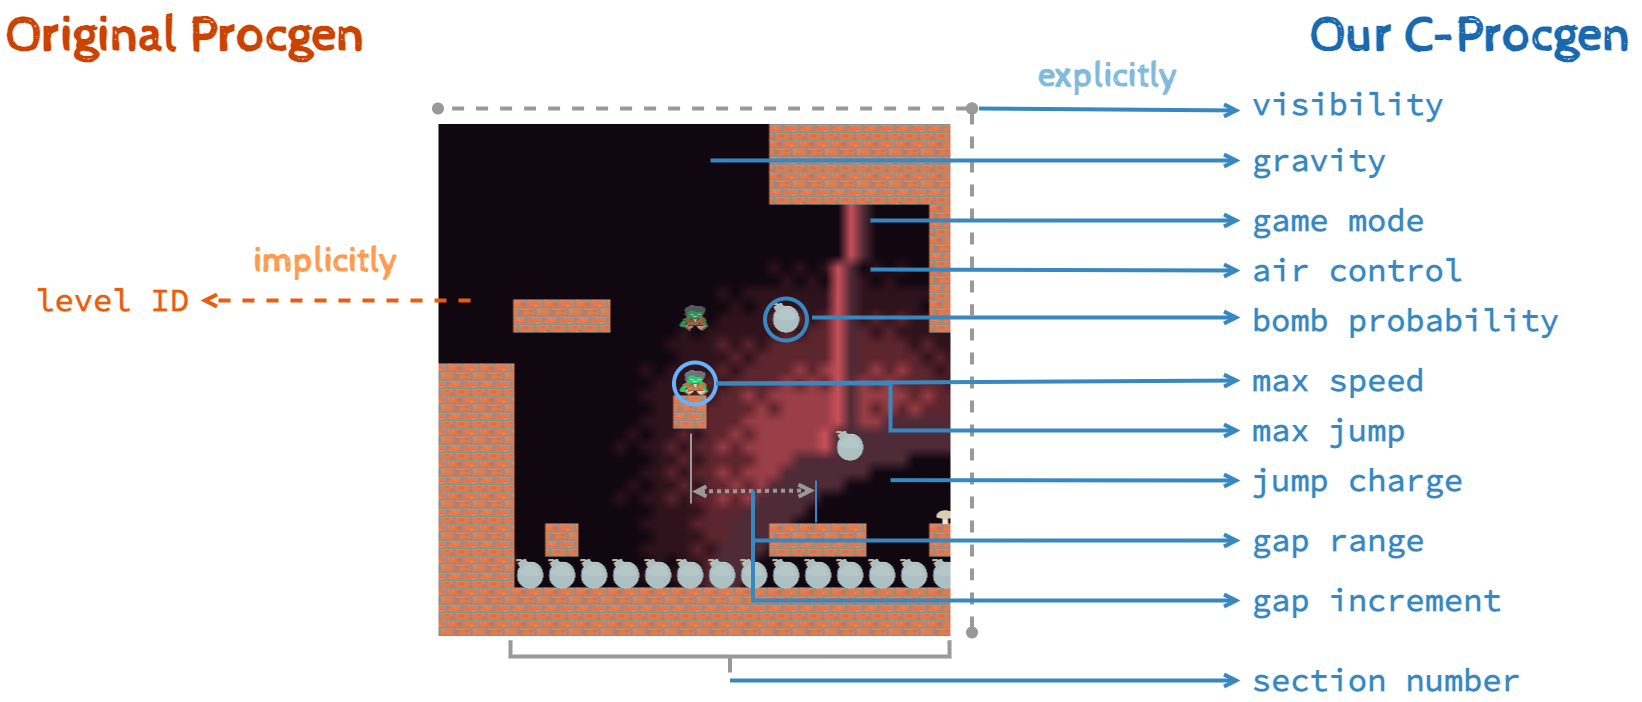 Original Procgen
Our C-Procgen
explicitly
visibility
gravity
game mode
implicitly
air control
level ID
bomb probability
max speed
max jump
jump charge
gap range
gap increment
section number